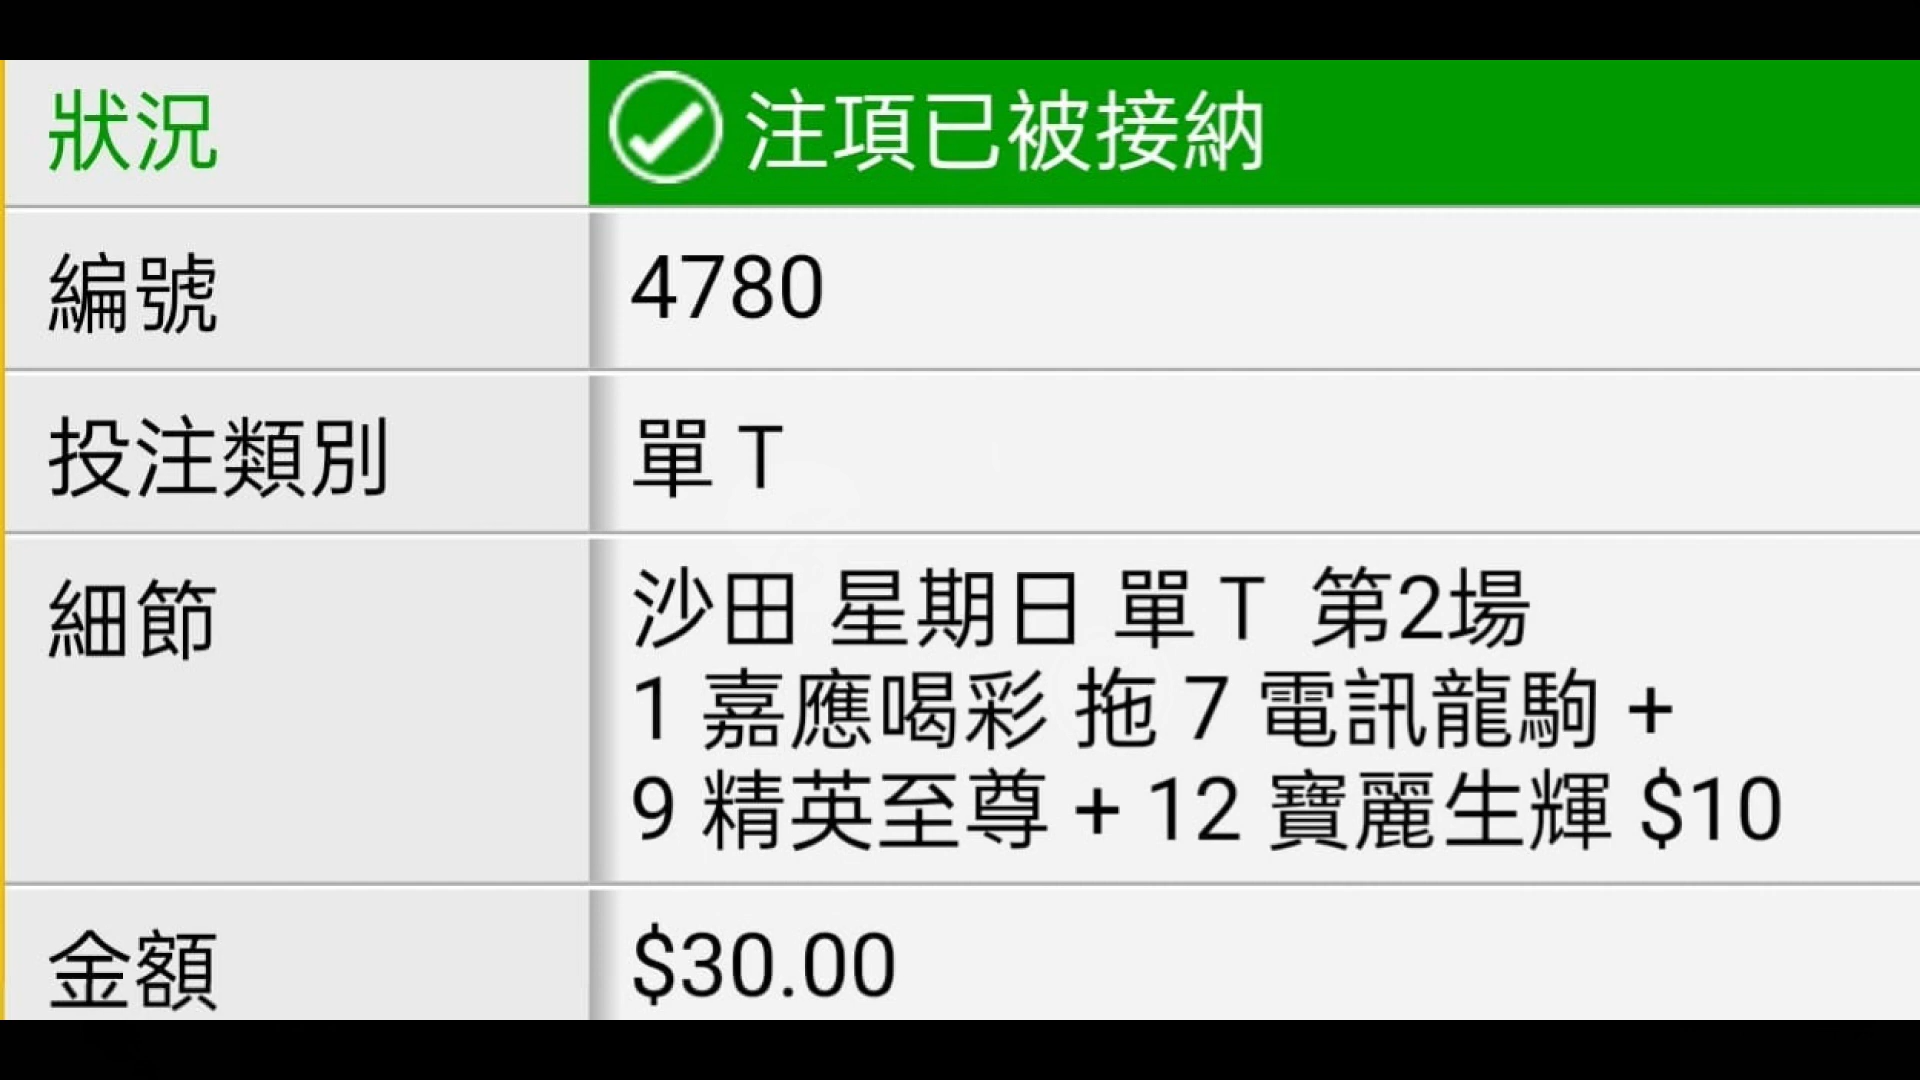 狀況 注項已被接納
編號 4780
投注類別 單T
細節 沙田 星期日 單T 第2場
1 嘉應喝彩 拖 7 電訊龍駒 +
9 精英至尊 + 12 寶麗生輝 $10
金額 $30.00